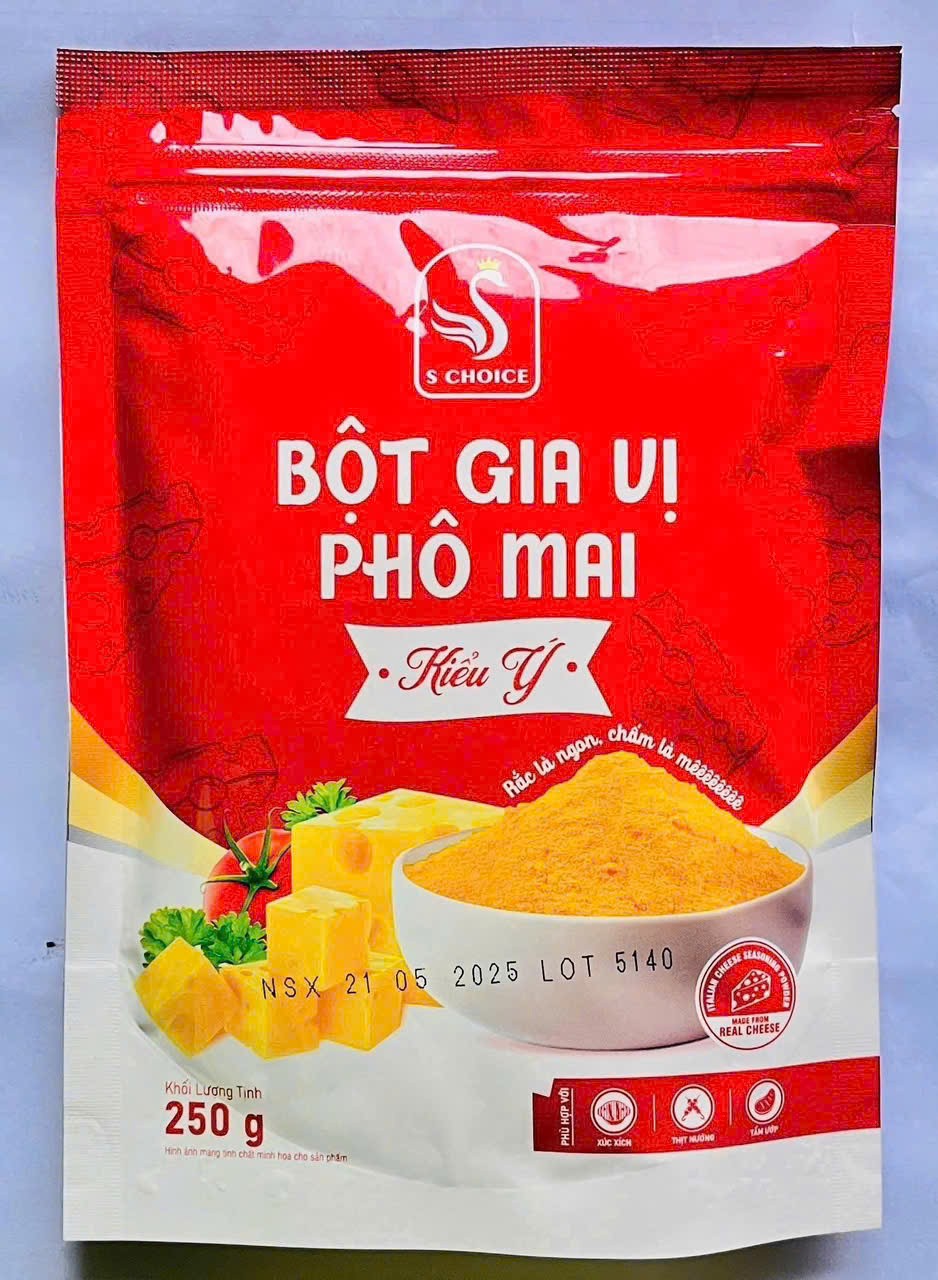 S CHOICE
BỘT GIA VỊ
PHÔ MAI
Kiểu Ý
Rắc là ngon, chấm là mêêêêêêê
NSX 21 05 2025 LOT 5140
ITALIAN CHEESE SEASONING POWDER
MADE FROM
REAL CHEESE
Khối Lượng Tịnh
250 g
Hình ảnh mang tính chất minh họa cho sản phẩm
PHÙ HỢP VỚI
XÚC XÍCH
THỊT NƯỚNG
TẨM ƯỚP